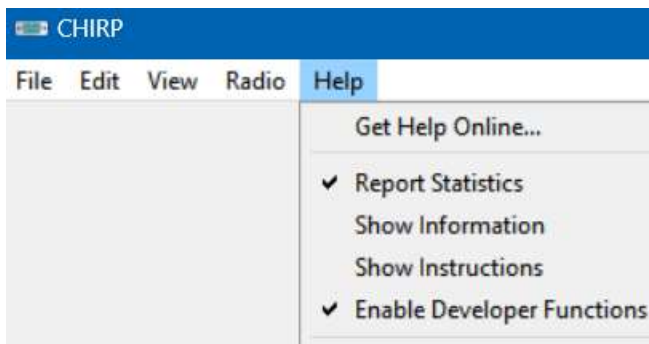 CHIRP
File Edit View Radio Help
Get Help Online...
Report Statistics
Show Information
Show Instructions
Enable Developer Functions